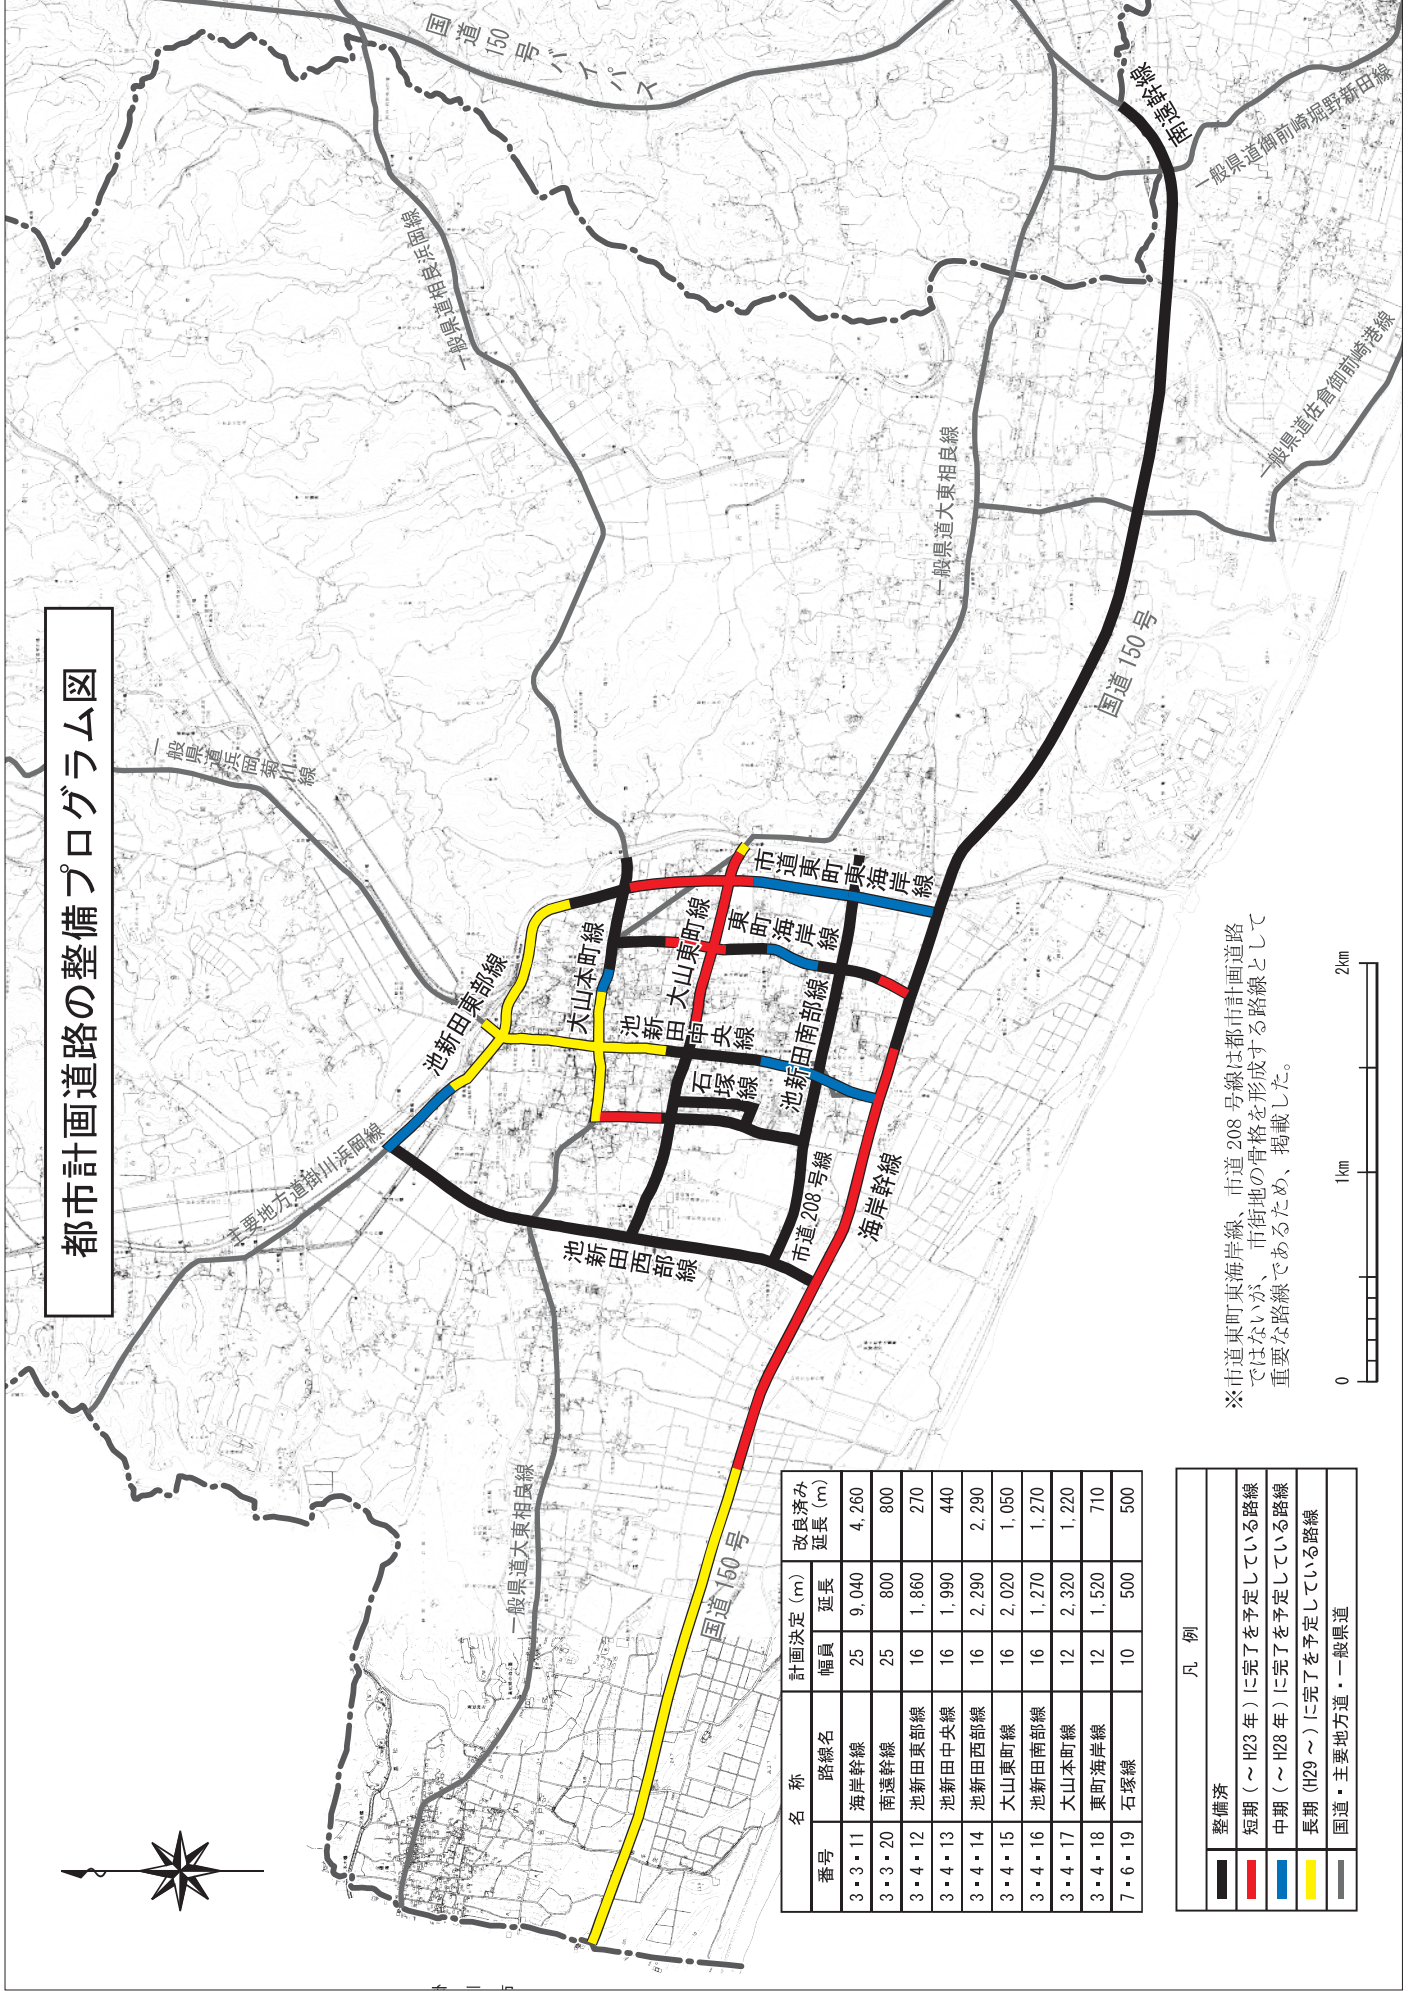 都市計画道路の整備プログラム図
国道150号バイパス
一般県道相良浜岡線
南遠幹線
一般県道御前崎堀野新田線
一般県道浜岡菊川線
一般県道大東相良線
一般県道佐倉御前崎港線
国道150号
主要地方道掛川浜岡線
池新田東部線
大山本町線
大山東町線
市道東町東海岸線
東町海岸線
池新田中央線
石塚線
池新田南部線
池新田西部線
市道208号線
海岸幹線
一般県道大東相良線
国道150号
名 称 計画決定(m) 改良済み延長(m)
番号 路線名 幅員 延長
3・3・11 海岸幹線 25 9,040 4,260
3・3・20 南遠幹線 25 800 800
3・4・12 池新田東部線 16 1,860 270
3・4・13 池新田中央線 16 1,990 440
3・4・14 池新田西部線 16 2,290 2,290
3・4・15 大山東町線 16 2,020 1,050
3・4・16 池新田南部線 16 1,270 1,270
3・4・17 大山本町線 12 2,320 1,220
3・4・18 東町海岸線 12 1,520 710
7・6・19 石塚線 10 500 500
凡 例
整備済
短期(～H23年)に完了を予定している路線
中期(～H28年)に完了を予定している路線
長期(H29～)に完了を予定している路線
国道・主要地方道・一般県道
※市道東町東海岸線、市道208号線は都市計画道路
ではないが、市街地の骨格を形成する路線として
重要な路線であるため、掲載した。
0 1km 2km